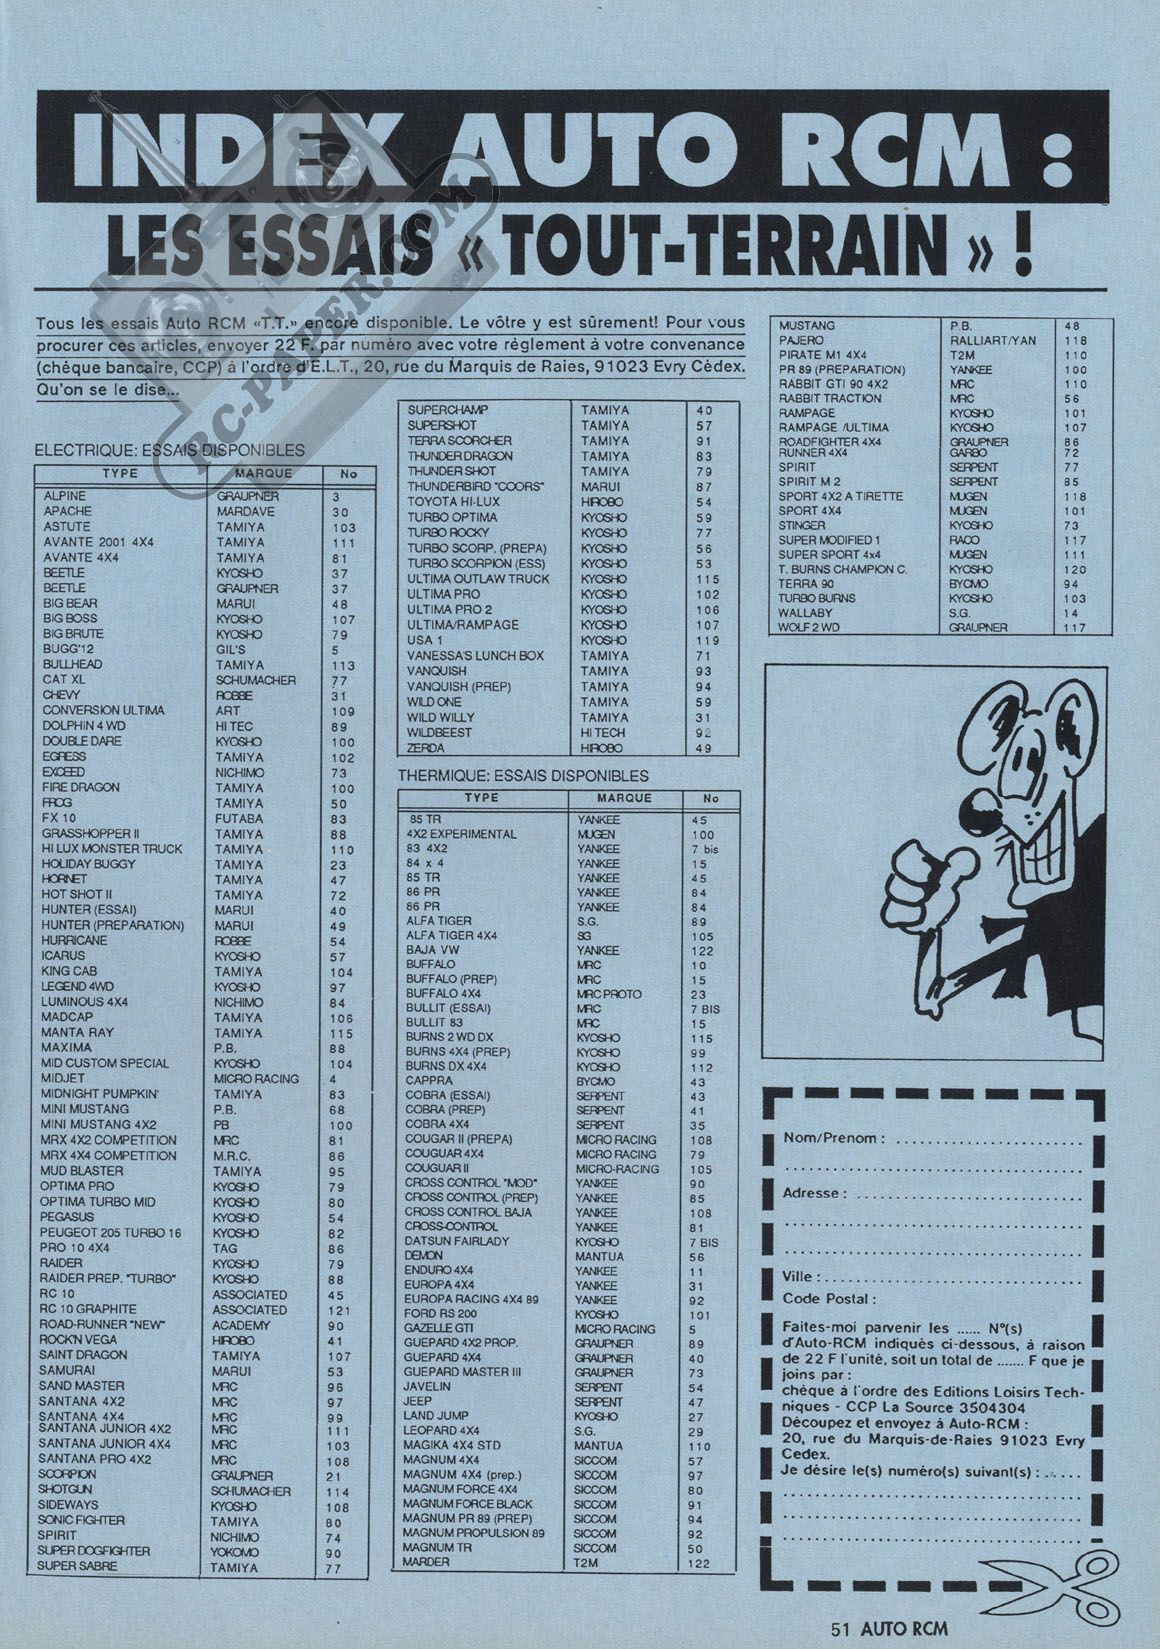 INDEX AUTO RCM :
LES ESSAIS « TOUT-TERRAIN » !
Tous les essais Auto RCM «T.T.» encore disponible. Le vôtre y est sûrement! Pour vous
procurer ces articles, envoyer 22 F. par numéro avec votre réglement à votre convenance
(chéque bancaire, CCP) á l'ordre d'E.L.T., 20, rue du Marquis de Raies, 91023 Evry Cédex.
Qu'on se le dise...
RC-PAPER.COM
ELECTRIQUE: ESSAIS DISPONIBLES
TYPE MARQUE No
ALPINE GRAUPNER 3
APACHE MARDAVE 30
ASTUTE TAMIYA 103
AVANTE 2001 4X4 TAMIYA 111
AVANTE 4X4 TAMIYA 81
BEETLE KYOSHO 37
BEETLE GRAUPNER 37
BIG BEAR MARUI 48
BIG BOSS KYOSHO 107
BIG BRUTE KYOSHO 79
BUGG'12 GIL'S 5
BULLHEAD TAMIYA 113
CAT XL SCHUMACHER 77
CHEVY ROBBE 31
CONVERSION ULTIMA ART 109
DOLPHIN 4 WD HI TEC 89
DOUBLE DARE KYOSHO 100
EGRESS TAMIYA 102
EXCEED NICHIMO 73
FIRE DRAGON TAMIYA 100
FROG TAMIYA 50
FX 10 FUTABA 83
GRASSHOPPER II TAMIYA 88
HI LUX MONSTER TRUCK TAMIYA 110
HOLIDAY BUGGY TAMIYA 23
HORNET TAMIYA 47
HOT SHOT II TAMIYA 72
HUNTER (ESSAI) MARUI 40
HUNTER (PREPARATION) MARUI 49
HURRICANE ROBBE 54
ICARUS KYOSHO 57
KING CAB TAMIYA 104
LEGEND 4WD KYOSHO 97
LUMINOUS 4X4 NICHIMO 84
MADCAP TAMIYA 106
MANTA RAY TAMIYA 115
MAXIMA P.B. 88
MID CUSTOM SPECIAL KYOSHO 104
MIDJET MICRO RACING 4
MIDNIGHT PUMPKIN' TAMIYA 83
MINI MUSTANG P.B. 68
MINI MUSTANG 4X2 PB 100
MRX 4X2 COMPETITION MRC 81
MRX 4X4 COMPETITION M.R.C. 86
MUD BLASTER TAMIYA 95
OPTIMA PRO KYOSHO 79
OPTIMA TURBO MID KYOSHO 80
PEGASUS KYOSHO 54
PEUGEOT 205 TURBO 16 KYOSHO 82
PRO 10 4X4 TAG 86
RAIDER KYOSHO 79
RAIDER PREP. "TURBO" KYOSHO 88
RC 10 ASSOCIATED 45
RC 10 GRAPHITE ASSOCIATED 121
ROAD-RUNNER "NEW" ACADEMY 90
ROCK'N VEGA HIROBO 41
SAINT DRAGON TAMIYA 107
SAMURAI MARUI 53
SAND MASTER MRC 96
SANTANA 4X2 MRC 97
SANTANA 4X4 MRC 99
SANTANA JUNIOR 4X2 MRC 111
SANTANA JUNIOR 4X4 MRC 103
SANTANA PRO 4X2 MRC 108
SCORPION GRAUPNER 21
SHOTGUN SCHUMACHER 114
SIDEWAYS KYOSHO 108
SONIC FIGHTER TAMIYA 80
SPIRIT NICHIMO 74
SUPER DOGFIGHTER YOKOMO 90
SUPER SABRE TAMIYA 77
SUPERCHAMP TAMIYA 40
SUPERSHOT TAMIYA 57
TERRA SCORCHER TAMIYA 91
THUNDER DRAGON TAMIYA 83
THUNDER SHOT TAMIYA 79
THUNDERBIRD "COORS" MARUI 87
TOYOTA HI-LUX HIROBO 54
TURBO OPTIMA KYOSHO 59
TURBO ROCKY KYOSHO 77
TURBO SCORP. (PREPA) KYOSHO 56
TURBO SCORPION (ESS) KYOSHO 53
ULTIMA OUTLAW TRUCK KYOSHO 115
ULTIMA PRO KYOSHO 102
ULTIMA PRO 2 KYOSHO 106
ULTIMA/RAMPAGE KYOSHO 107
USA 1 KYOSHO 119
VANESSA'S LUNCH BOX TAMIYA 71
VANQUISH TAMIYA 93
VANQUISH (PREP) TAMIYA 94
WILD ONE TAMIYA 59
WILD WILLY TAMIYA 31
WILDBEEST HI TECH 92
ZERDA HIROBO 49
THERMIQUE: ESSAIS DISPONIBLES
TYPE MARQUE No
85 TR YANKEE 45
4X2 EXPERIMENTAL MUGEN 100
83 4X2 YANKEE 7 bis
84 x 4 YANKEE 15
85 TR YANKEE 45
86 PR YANKEE 84
86 PR YANKEE 84
ALFA TIGER S.G. 89
ALFA TIGER 4X4 SG 105
BAJA VW YANKEE 122
BUFFALO MRC 10
BUFFALO (PREP) MRC 15
BUFFALO 4X4 MRC PROTO 23
BULLIT (ESSAI) MRC 7 BIS
BULLIT 83 MRC 15
BURNS 2 WD DX KYOSHO 115
BURNS 4X4 (PREP) KYOSHO 99
BURNS DX 4X4 KYOSHO 112
CAPPRA BYCMO 43
COBRA (ESSAI) SERPENT 43
COBRA (PREP) SERPENT 41
COBRA 4X4 SERPENT 35
COUGAR II (PREPA) MICRO RACING 108
COUGUAR 4X4 MICRO RACING 79
COUGUAR II MICRO-RACING 105
CROSS CONTROL "MOD" YANKEE 90
CROSS CONTROL (PREP) YANKEE 85
CROSS CONTROL BAJA YANKEE 108
CROSS-CONTROL YANKEE 81
DATSUN FAIRLADY KYOSHO 7 BIS
DEMON MANTUA 56
ENDURO 4X4 YANKEE 11
EUROPA 4X4 YANKEE 31
EUROPA RACING 4X4 89 YANKEE 92
FORD RS 200 KYOSHO 101
GAZELLE GTI MICRO RACING 5
GUEPARD 4X2 PROP. GRAUPNER 89
GUEPARD 4X4 GRAUPNER 40
GUEPARD MASTER III GRAUPNER 73
JAVELIN SERPENT 54
JEEP SERPENT 47
LAND JUMP KYOSHO 27
LEOPARD 4X4 S.G. 29
MAGIKA 4X4 STD MANTUA 110
MAGNUM 4X4 SICCOM 57
MAGNUM 4X4 (prep.) SICCOM 97
MAGNUM FORCE 4X4 SICCOM 80
MAGNUM FORCE BLACK SICCOM 91
MAGNUM PR 89 (PREP) SICCOM 94
MAGNUM PROPULSION 89 SICCOM 92
MAGNUM TR SICCOM 50
MARDER T2M 122
MUSTANG P.B. 48
PAJERO RALLIART/YAN 118
PIRATE M1 4X4 T2M 110
PR 89 (PREPARATION) YANKEE 100
RABBIT GTI 90 4X2 MRC 110
RABBIT TRACTION MRC 56
RAMPAGE KYOSHO 101
RAMPAGE /ULTIMA KYOSHO 107
ROADFIGHTER 4X4 GRAUPNER 86
RUNNER 4X4 GARBO 72
SPIRIT SERPENT 77
SPIRIT M 2 SERPENT 85
SPORT 4X2 A TIRETTE MUGEN 118
SPORT 4X4 MUGEN 101
STINGER KYOSHO 73
SUPER MODIFIED 1 RACO 117
SUPER SPORT 4x4 MUGEN 111
T. BURNS CHAMPION C. KYOSHO 120
TERRA 90 BYCMO 94
TURBO BURNS KYOSHO 103
WALLABY S.G. 14
WOLF 2 WD GRAUPNER 117
Nom/Prenom : ......................
Adresse : ......................
Ville : ......................
Code Postal :
Faites-moi parvenir les ...... N°(s)
d'Auto-RCM indiqués ci-dessous, à raison
de 22 F l'unité, soit un total de ....... F que je
joins par :
chéque à l'ordre des Editions Loisirs Tech-
niques - CCP La Source 3504304
Découpez et envoyez à Auto-RCM :
20, rue du Marquis-de-Raies 91023 Evry
Cedex.
Je désire le(s) numéro(s) suivant(s) : ......
51 AUTO RCM